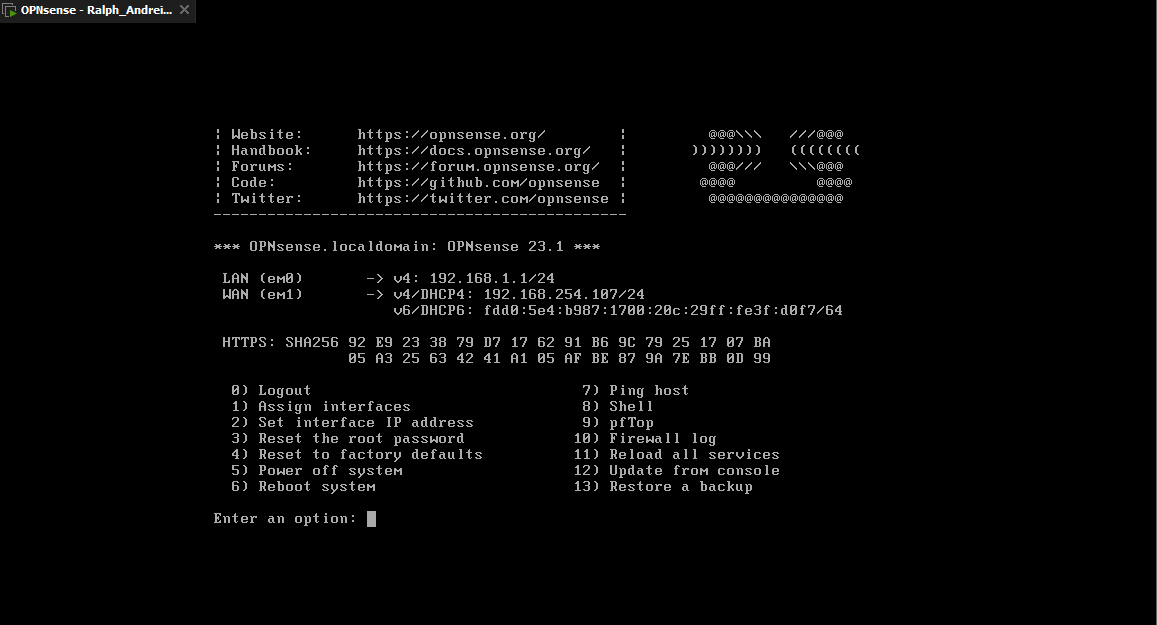 OPNsense - Ralph_Andrei...
¦ Website:      https://opnsense.org/         ¦         @@@\\\   ///@@@
¦ Handbook:     https://docs.opnsense.org/    ¦       ))))))))   ((((((((
¦ Forums:       https://forum.opnsense.org/   ¦         @@@///   \\\@@@
¦ Code:         https://github.com/opnsense   ¦        @@@@         @@@@
¦ Twitter:      https://twitter.com/opnsense  ¦         @@@@@@@@@@@@@@@
----------------------------------------------
*** OPNsense.localdomain: OPNsense 23.1 ***
LAN (em0)       -> v4: 192.168.1.1/24
WAN (em1)       -> v4/DHCP4: 192.168.254.107/24
v6/DHCP6: fdd0:5e4:b987:1700:20c:29ff:fe3f:d0f7/64
HTTPS: SHA256 92 E9 23 38 79 D7 17 62 91 B6 9C 79 25 17 07 BA
05 A3 25 63 42 41 A1 05 AF BE 87 9A 7E BB 0D 99
0) Logout                              7) Ping host
1) Assign interfaces                   8) Shell
2) Set interface IP address            9) pfTop
3) Reset the root password            10) Firewall log
4) Reset to factory defaults          11) Reload all services
5) Power off system                   12) Update from console
6) Reboot system                      13) Restore a backup
Enter an option: